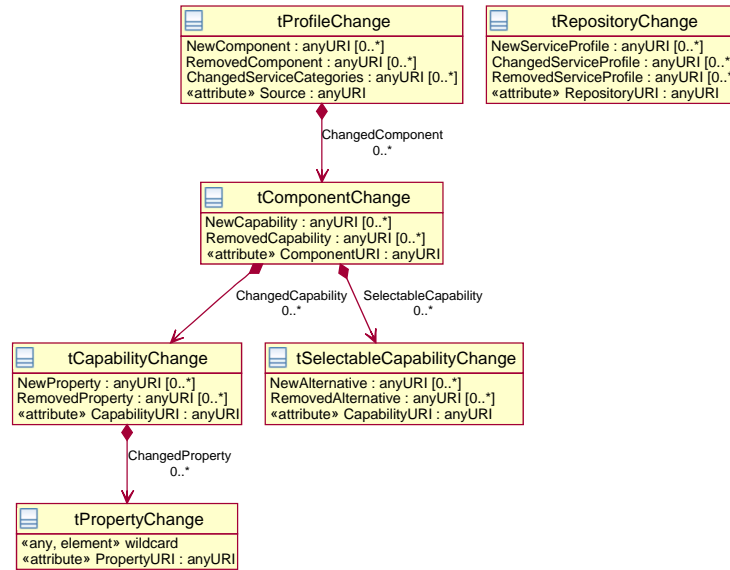 tProfileChange
NewComponent : anyURI [0..*]
RemovedComponent : anyURI [0..*]
ChangedServiceCategories : anyURI [0..*]
«attribute» Source : anyURI
tRepositoryChange
NewServiceProfile : anyURI [0..*]
ChangedServiceProfile : anyURI [0..*]
RemovedServiceProfile : anyURI [0..*]
«attribute» RepositoryURI : anyURI
ChangedComponent
0..*
tComponentChange
NewCapability : anyURI [0..*]
RemovedCapability : anyURI [0..*]
«attribute» ComponentURI : anyURI
ChangedCapability
0..*
SelectableCapability
0..*
tCapabilityChange
NewProperty : anyURI [0..*]
RemovedProperty : anyURI [0..*]
«attribute» CapabilityURI : anyURI
tSelectableCapabilityChange
NewAlternative : anyURI [0..*]
RemovedAlternative : anyURI [0..*]
«attribute» CapabilityURI : anyURI
ChangedProperty
0..*
tPropertyChange
«any, element» wildcard
«attribute» PropertyURI : anyURI